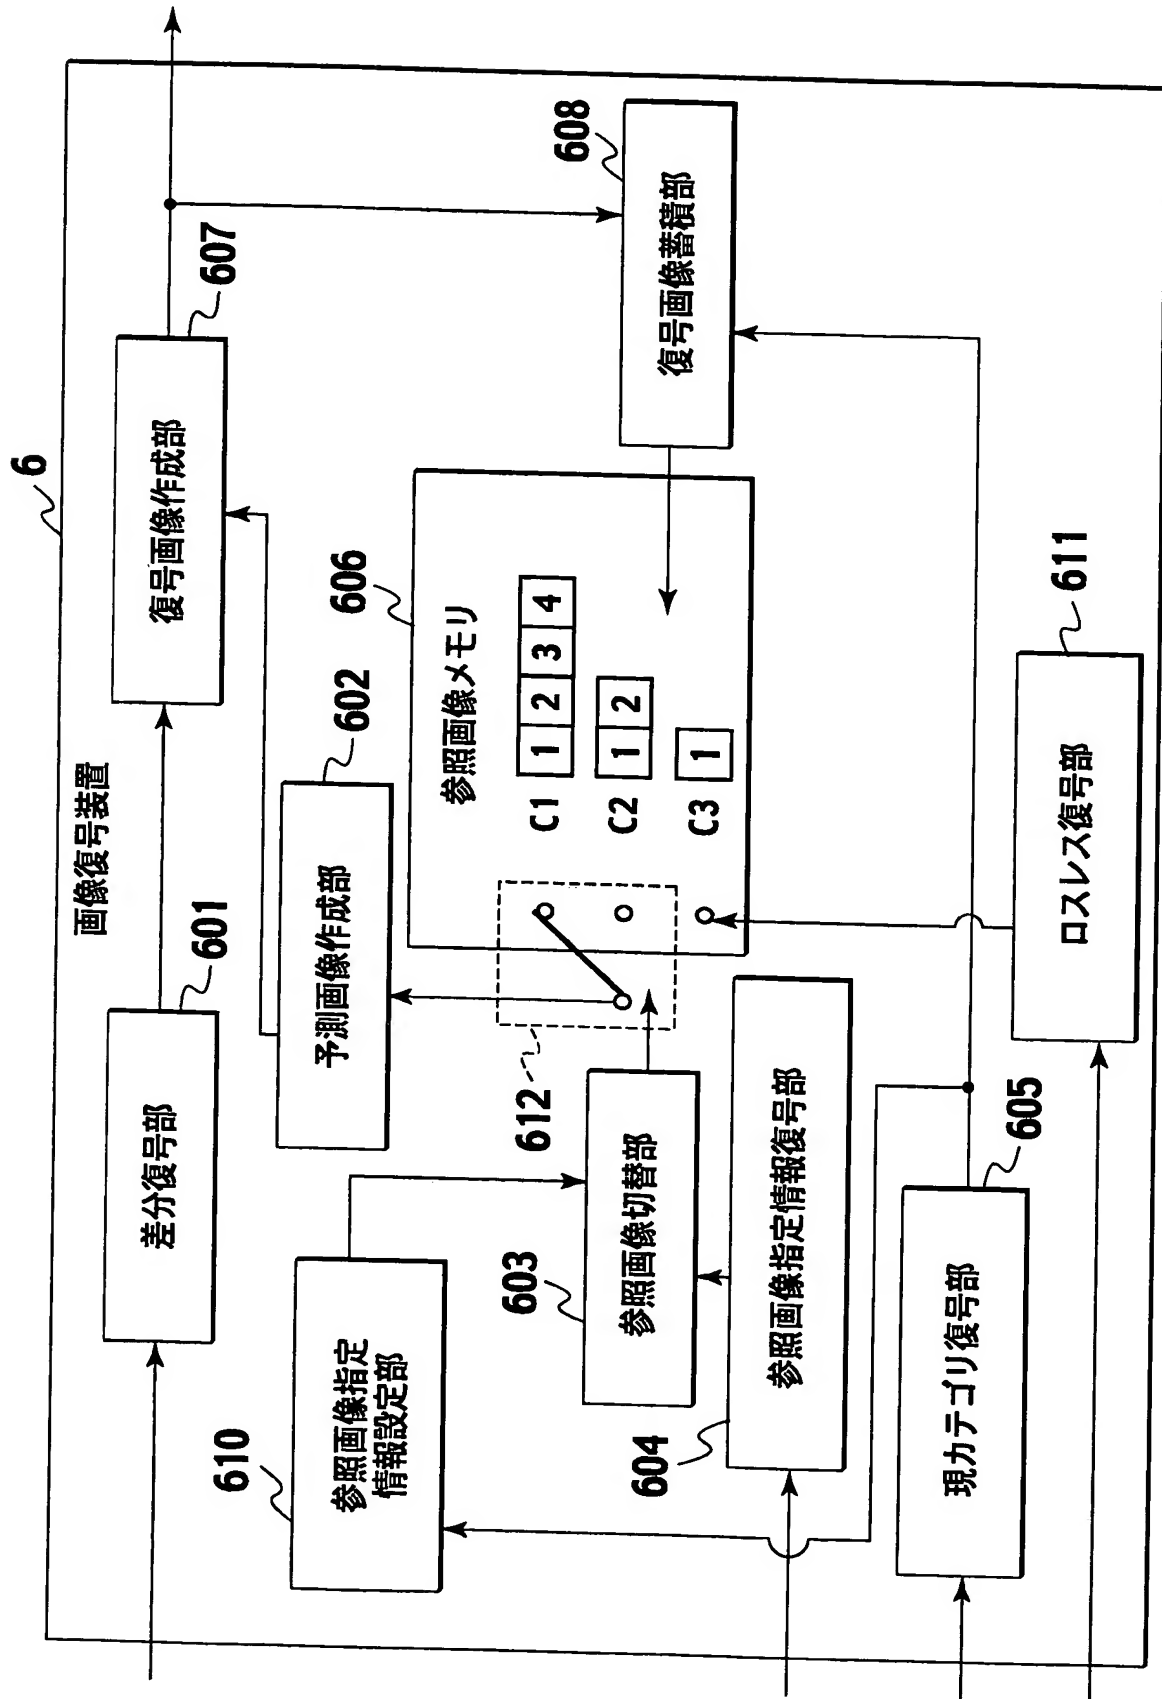 6
画像復号装置
601
差分復号部
607
復号画像作成部
602
予測画像作成部
610
参照画像指定
情報設定部
612
606
参照画像メモリ
C1 1 2 3 4
C2 1 2
C3 1
608
復号画像蓄積部
603
参照画像切替部
604
参照画像指定情報復号部
605
現カテゴリ復号部
611
ロスレス復号部